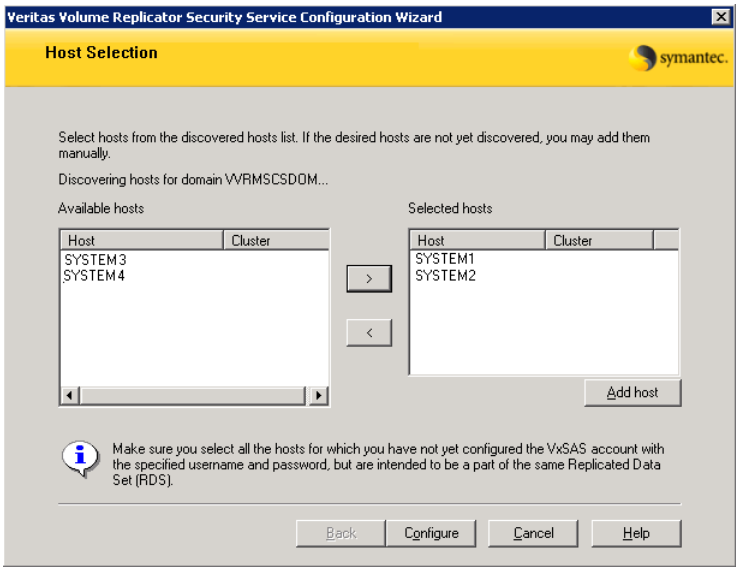 Veritas Volume Replicator Security Service Configuration Wizard
Host Selection
symantec.
Select hosts from the discovered hosts list. If the desired hosts are not yet discovered, you may add them
manually.
Discovering hosts for domain VVRMSCSDOM...
Available hosts
Selected hosts
Host Cluster
Host Cluster
SYSTEM3
SYSTEM4
SYSTEM1
SYSTEM2
>
<
Add host
Make sure you select all the hosts for which you have not yet configured the VxSAS account with
the specified username and password, but are intended to be a part of the same Replicated Data
Set (RDS).
Back Configure Cancel Help